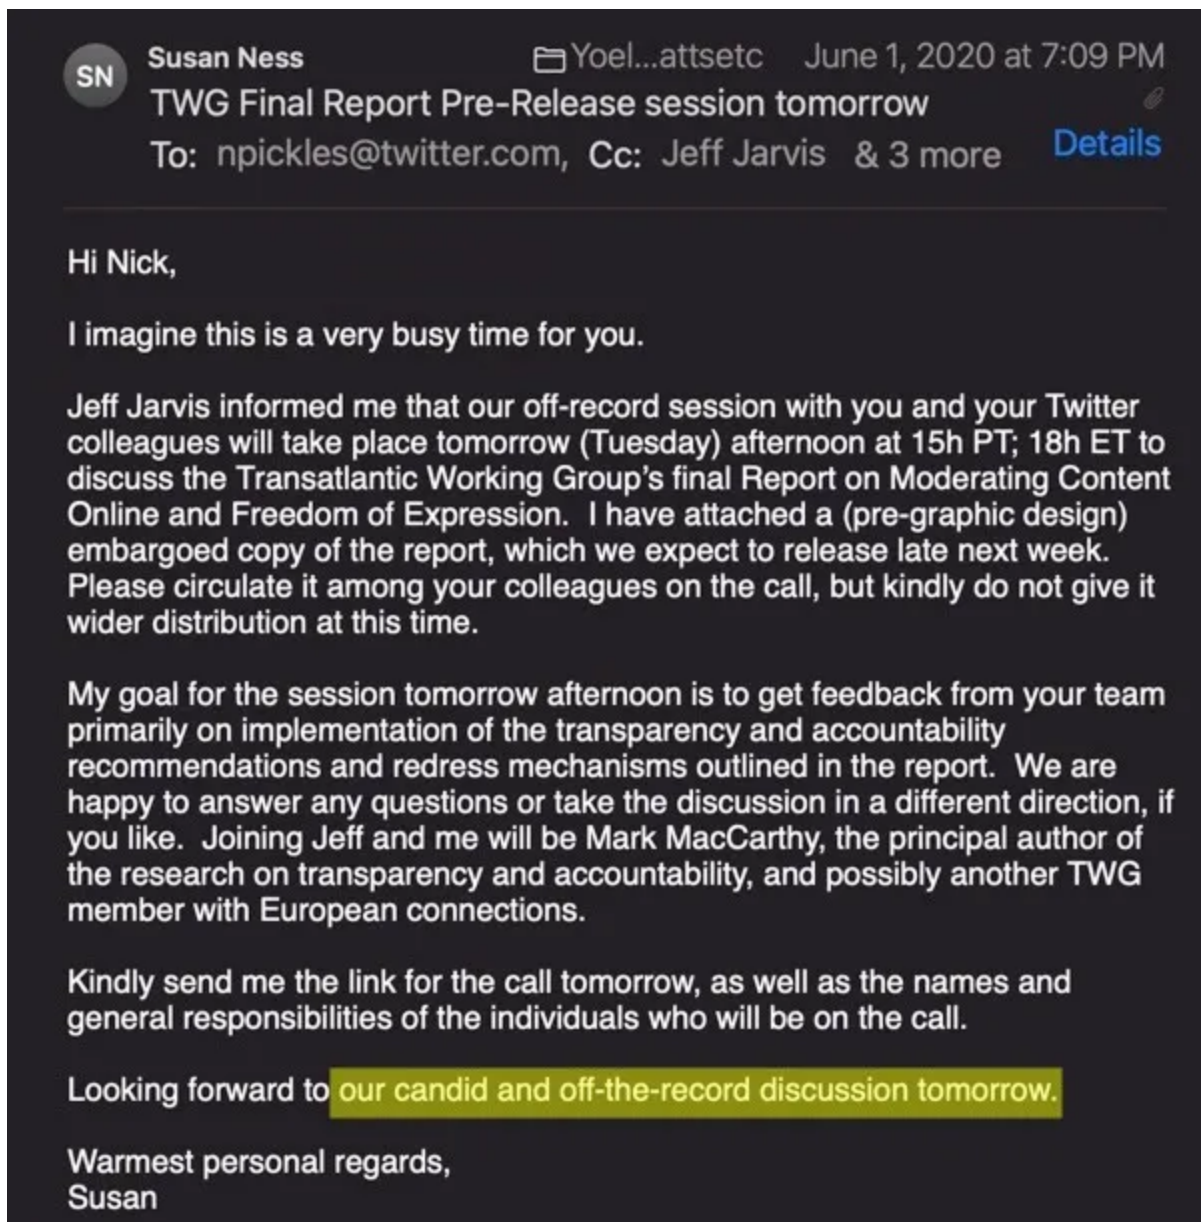 SN
Susan Ness
Yoel...attsetc June 1, 2020 at 7:09 PM
TWG Final Report Pre-Release session tomorrow
To: npickles@twitter.com, Cc: Jeff Jarvis & 3 more Details
Hi Nick,
I imagine this is a very busy time for you.
Jeff Jarvis informed me that our off-record session with you and your Twitter
colleagues will take place tomorrow (Tuesday) afternoon at 15h PT; 18h ET to
discuss the Transatlantic Working Group's final Report on Moderating Content
Online and Freedom of Expression.  I have attached a (pre-graphic design)
embargoed copy of the report, which we expect to release late next week.
Please circulate it among your colleagues on the call, but kindly do not give it
wider distribution at this time.
My goal for the session tomorrow afternoon is to get feedback from your team
primarily on implementation of the transparency and accountability
recommendations and redress mechanisms outlined in the report.  We are
happy to answer any questions or take the discussion in a different direction, if
you like.  Joining Jeff and me will be Mark MacCarthy, the principal author of
the research on transparency and accountability, and possibly another TWG
member with European connections.
Kindly send me the link for the call tomorrow, as well as the names and
general responsibilities of the individuals who will be on the call.
Looking forward to our candid and off-the-record discussion tomorrow.
Warmest personal regards,
Susan